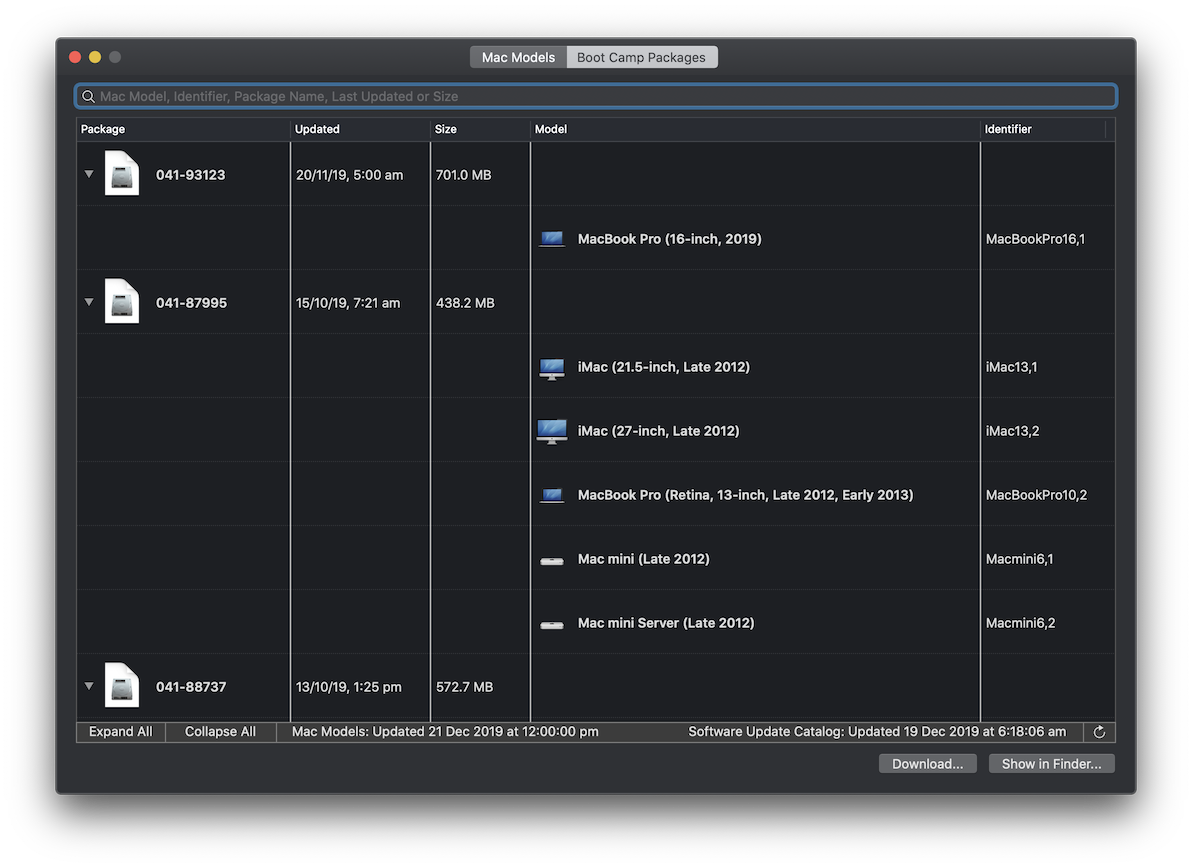 Mac Models Boot Camp Packages
Mac Model, Identifier, Package Name, Last Updated or Size
Package Updated Size Model Identifier
041-93123 20/11/19, 5:00 am 701.0 MB
MacBook Pro (16-inch, 2019) MacBookPro16,1
041-87995 15/10/19, 7:21 am 438.2 MB
iMac (21.5-inch, Late 2012) iMac13,1
iMac (27-inch, Late 2012) iMac13,2
MacBook Pro (Retina, 13-inch, Late 2012, Early 2013) MacBookPro10,2
Mac mini (Late 2012) Macmini6,1
Mac mini Server (Late 2012) Macmini6,2
041-88737 13/10/19, 1:25 pm 572.7 MB
Expand All Collapse All Mac Models: Updated 21 Dec 2019 at 12:00:00 pm Software Update Catalog: Updated 19 Dec 2019 at 6:18:06 am
Download... Show in Finder...